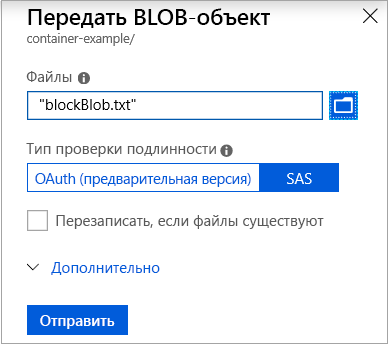 Передать BLOB-объект
container-example/
Файлы
"blockBlob.txt"
Тип проверки подлинности
OAuth (предварительная версия) SAS
Перезаписать, если файлы существуют
Дополнительно
Отправить